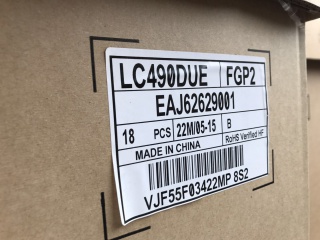 LC490DUE FGP2
EAJ62629001
18 PCS 22M/05-15 B RoHS Verified HF
MADE IN CHINA
VJF55F03422MP 8S2